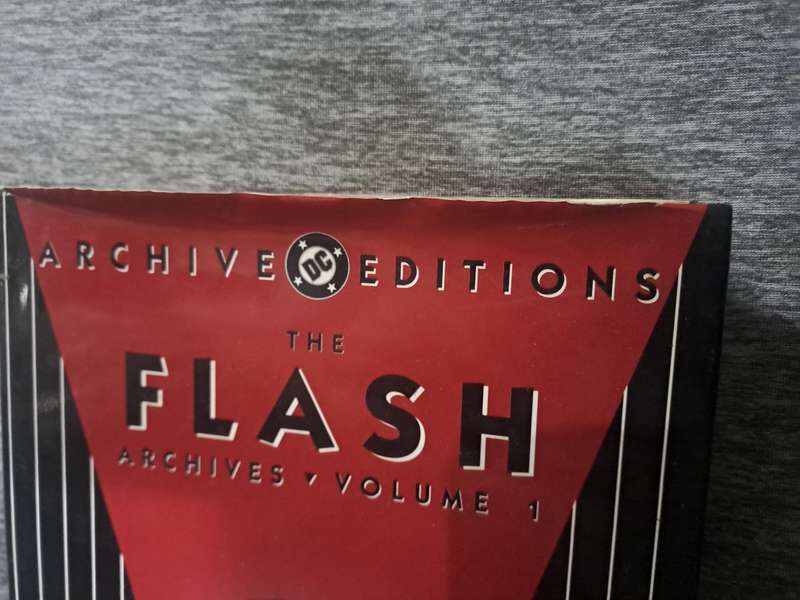 ARCHIVE DC EDITIONS
THE
FLASH
ARCHIVES ▾ VOLUME 1